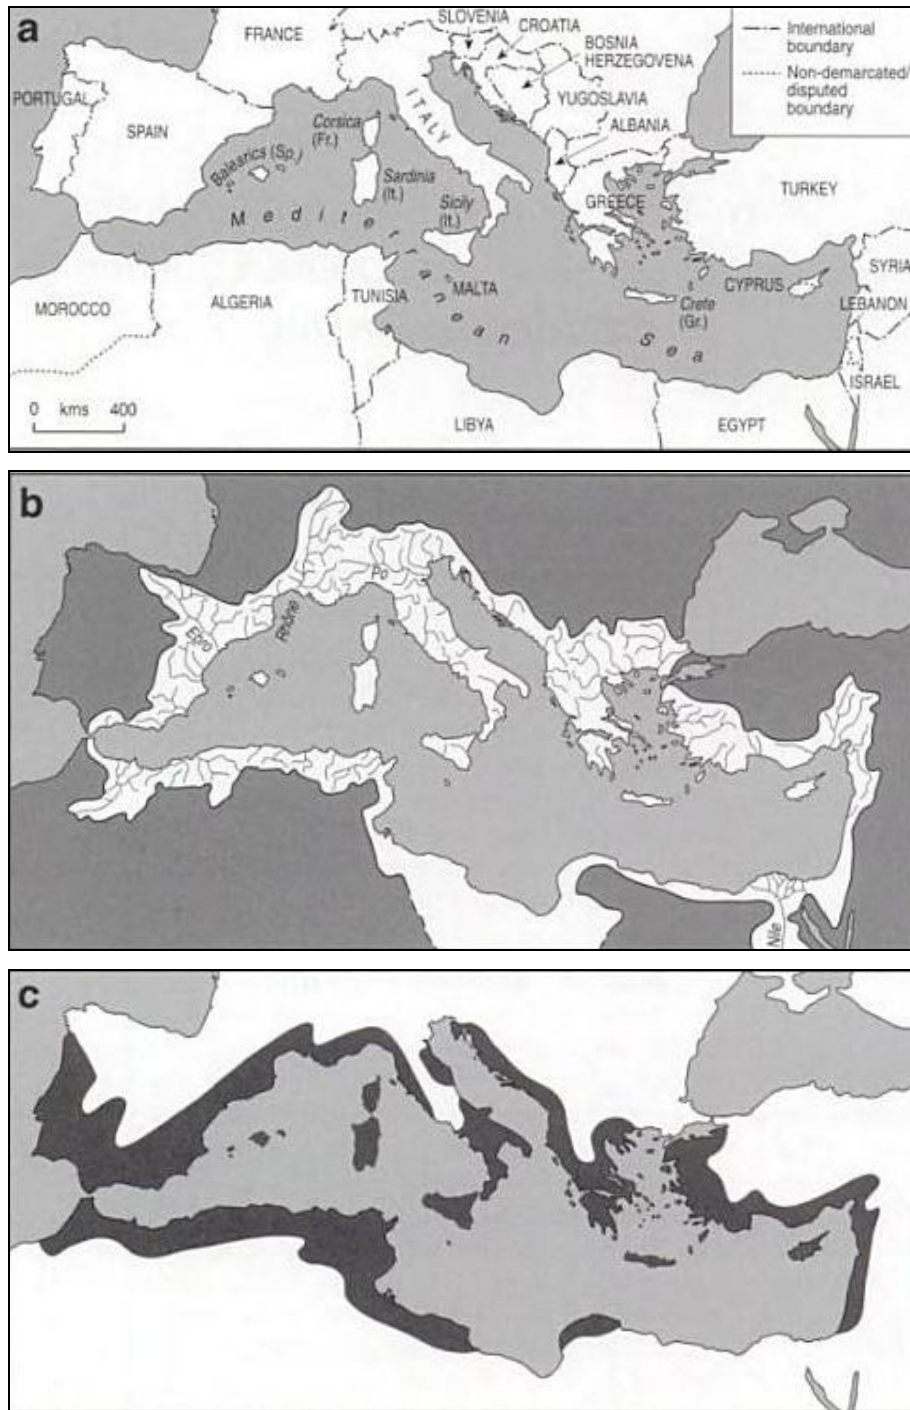 a
FRANCE
SLOVENIA
CROATIA
BOSNIA
HERZEGOVENA
YUGOSLAVIA
ALBANIA
International
boundary
Non-demarcated/
disputed
boundary
PORTUGAL
SPAIN
ITALY
Corsica
(Fr.)
Balearics (Sp.)
Sardinia
(It.)
Sicily
(It.)
GREECE
TURKEY
Mediterranean Sea
MOROCCO
ALGERIA
TUNISIA
MALTA
Crete
(Gr.)
CYPRUS
SYRIA
LEBANON
ISRAEL
0 kms 400
LIBYA
EGYPT
b
Po
Rhône
Ebro
Nile
c